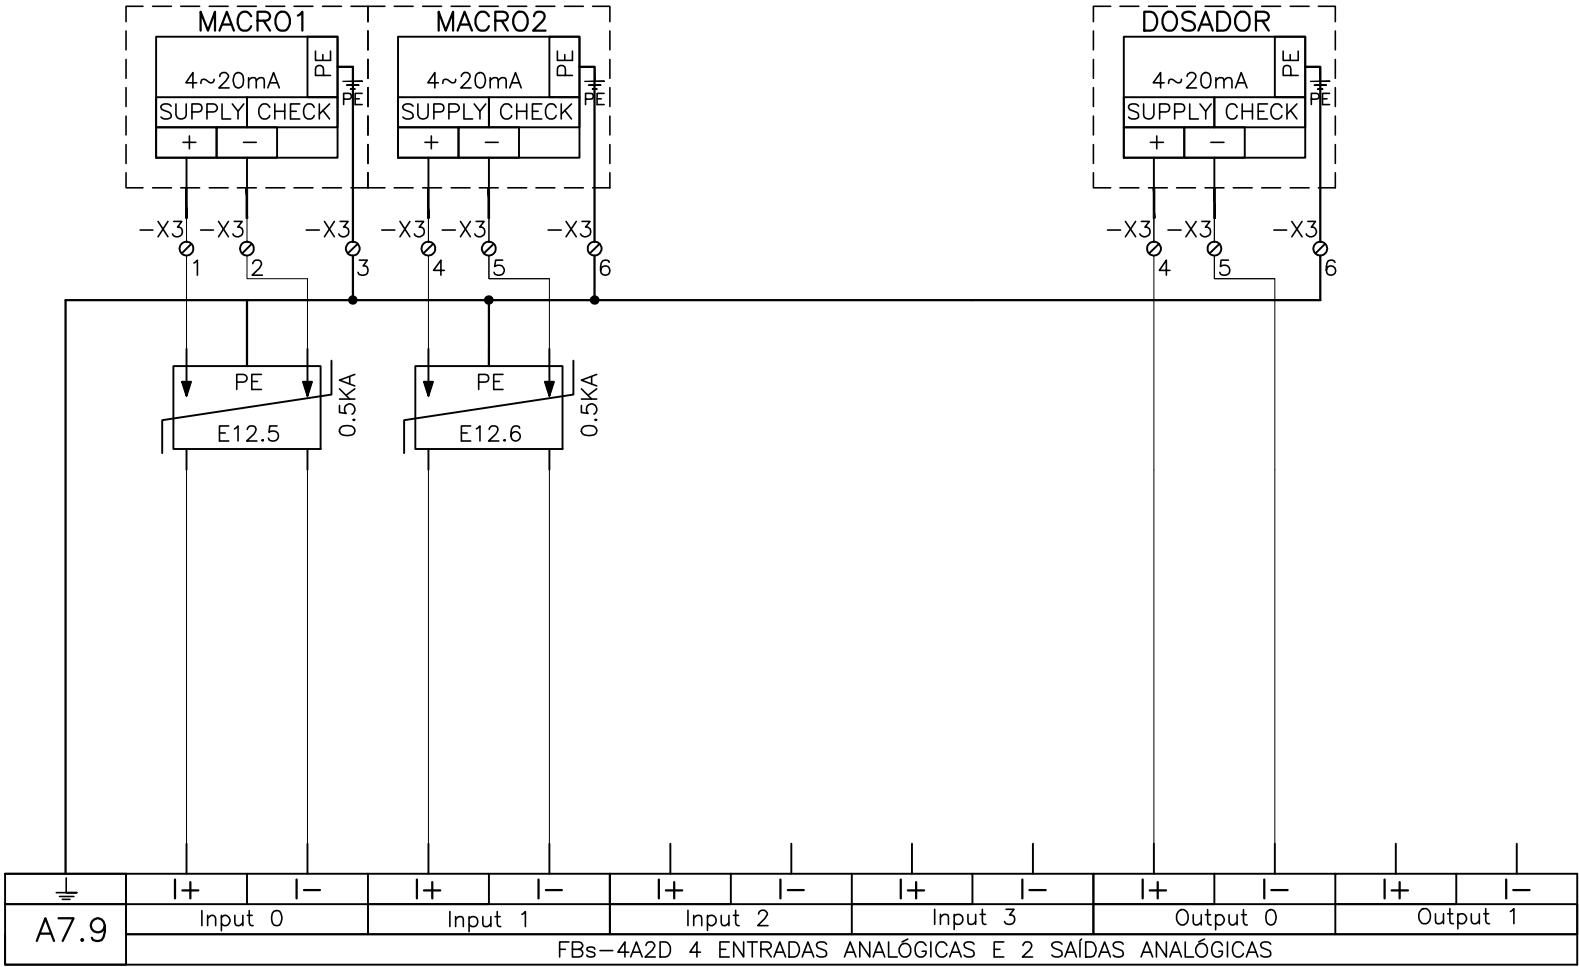 MACRO1 MACRO2 DOSADOR
PE PE PE
4~20mA 4~20mA 4~20mA
PE PE PE
SUPPLY CHECK SUPPLY CHECK SUPPLY CHECK
+ - + - + -
-X3 -X3 -X3 -X3 -X3 -X3 -X3 -X3 -X3
1 2 3 4 5 6 4 5 6
PE PE
0.5KA 0.5KA
E12.5 E12.6
I+ I- I+ I- I+ I- I+ I- I+ I- I+ I-
A7.9 Input 0 Input 1 Input 2 Input 3 Output 0 Output 1
FBs-4A2D 4 ENTRADAS ANALÓGICAS E 2 SAÍDAS ANALÓGICAS